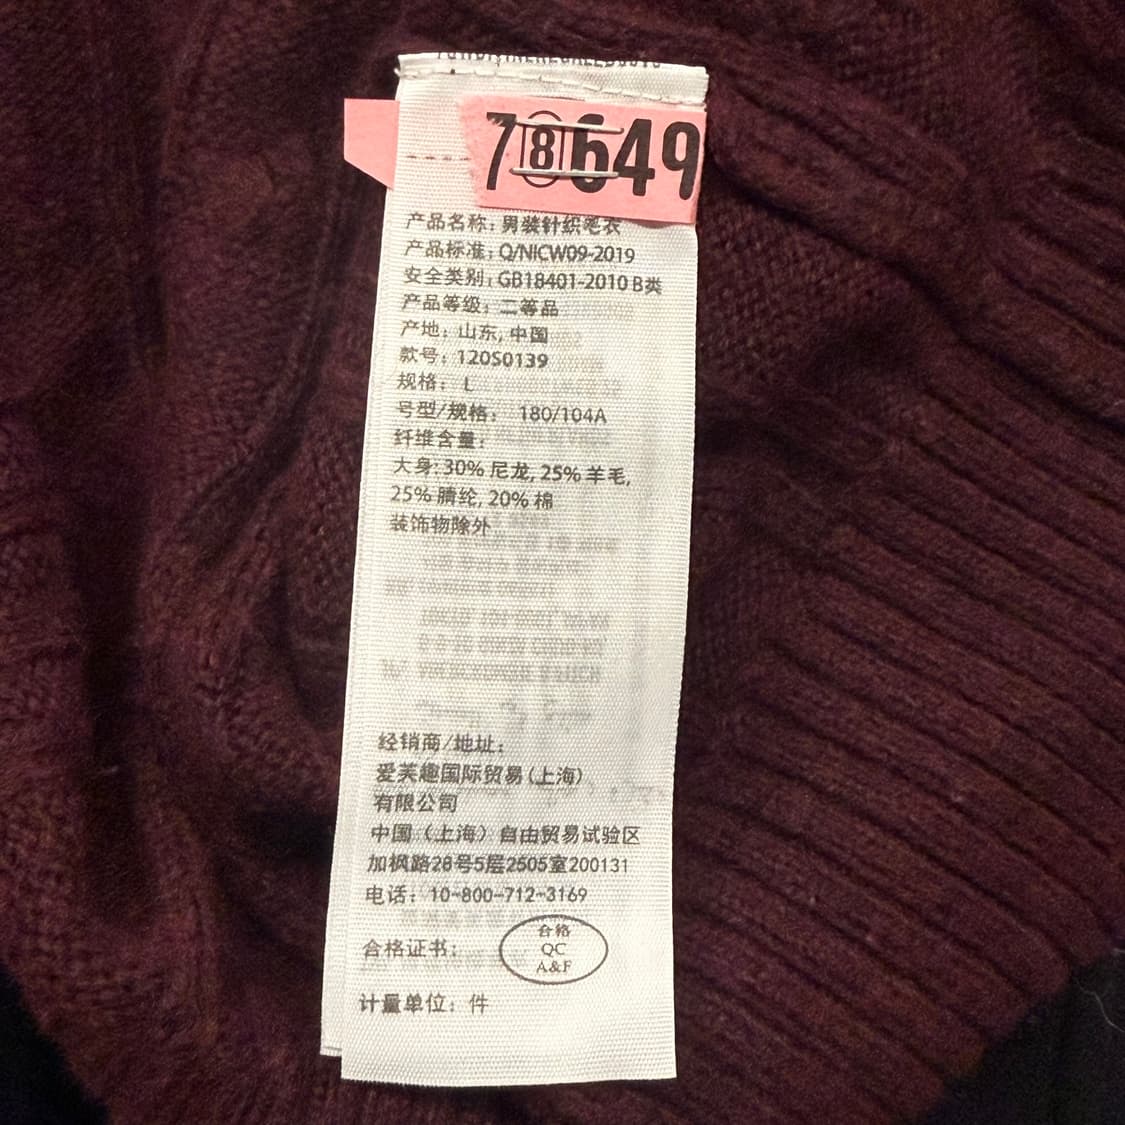 78649
产品名称：男装针织毛衣
产品标准：Q/NICW09-2019
安全类别：GB18401-2010 B类
产品等级：二等品
产地：山东, 中国
款号：120S0139
规格： L
号型/规格： 180/104A
纤维含量：
大身: 30% 尼龙, 25% 羊毛,
25% 腈纶, 20% 棉
装饰物除外
经销商/地址：
爱芙趣国际贸易(上海)
有限公司
中国（上海）自由贸易试验区
加枫路28号5层2505室200131
电话：10-800-712-3169
合格证书：
合格
QC
A&F
计量单位：件